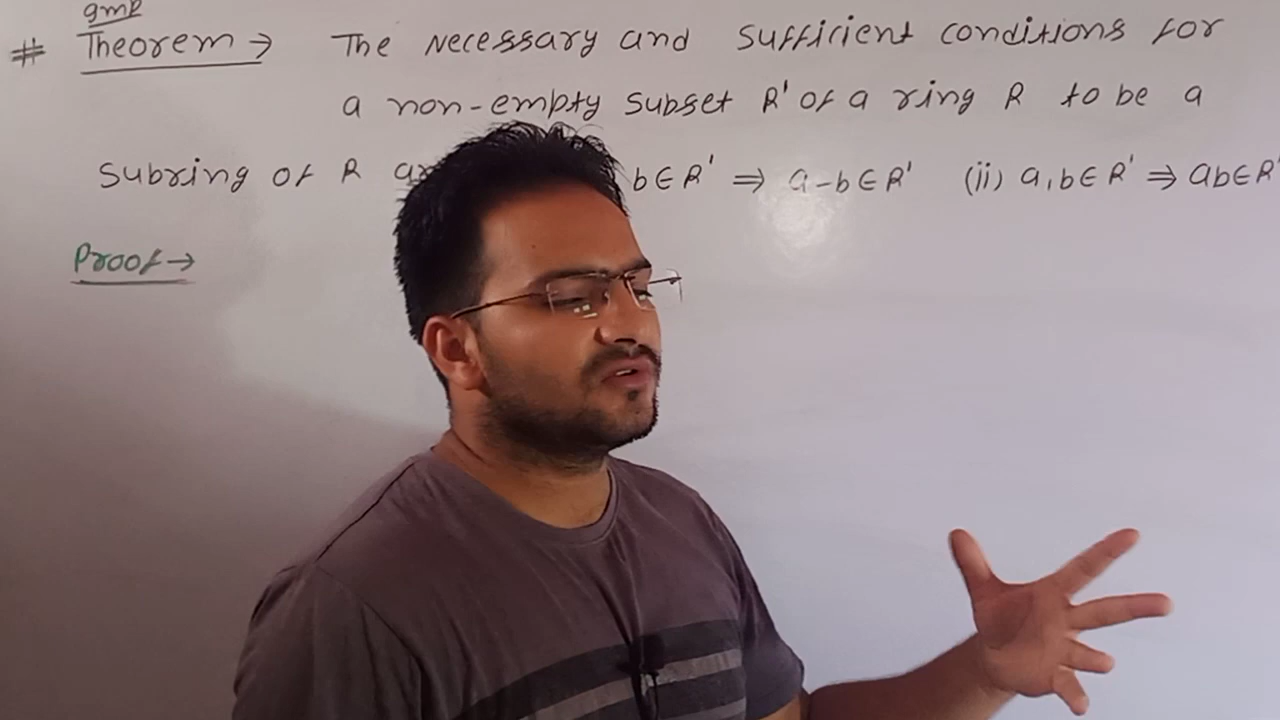 gmp
# Theorem → The Necessary and Sufficient conditions for
a non-empty Subset R' of a ring R to be a
Subring of R b ∈ R' ⇒ a-b ∈ R' (ii) a,b ∈ R' ⇒ ab ∈ R'
Proof →